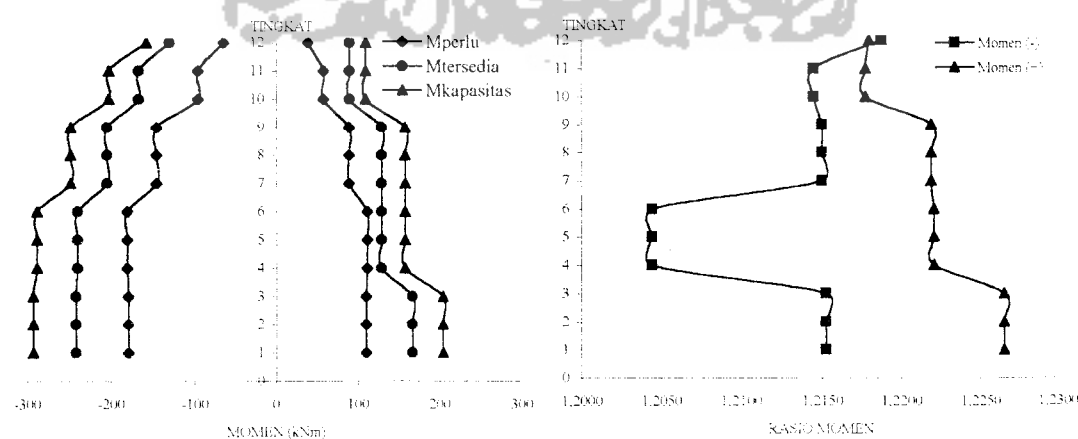 TINGKAT
12
11
10
9
8
7
6
5
4
3
2
1
0
-300 -200 -100 0 100 200 300
MOMEN (kNm)
Mperlu
Mtersedia
Mkapasitas
TINGKAT
12
11
10
9
8
7
6
5
4
3
2
1
0
1,2000 1,2050 1,2100 1,2150 1,2200 1,2250 1,2300
RASIO MOMEN
Momen (-)
Momen (+)